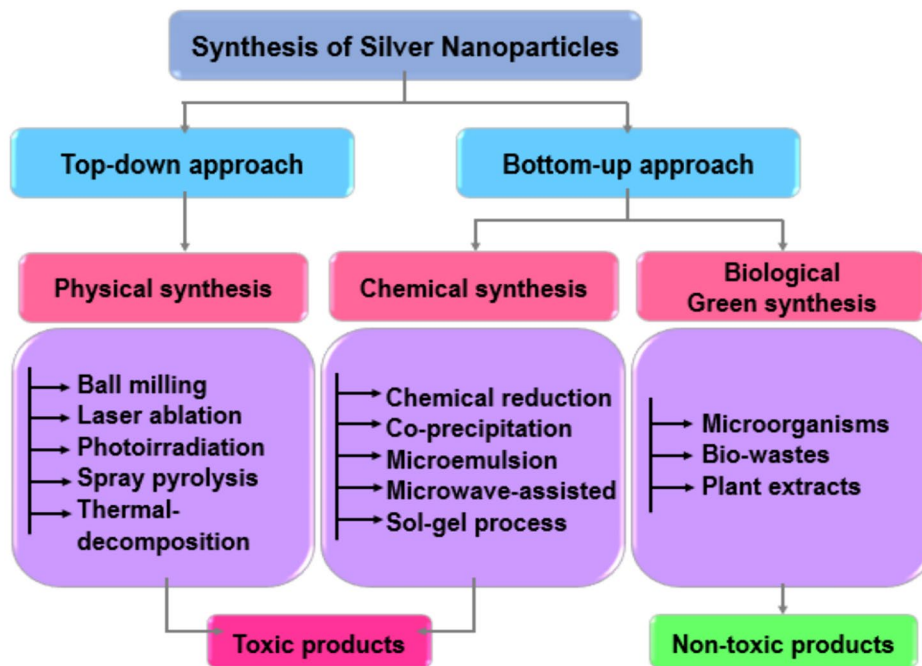 Synthesis of Silver Nanoparticles
Top-down approach
Bottom-up approach
Physical synthesis
Chemical synthesis
Biological
Green synthesis
Ball milling
Laser ablation
Photoirradiation
Spray pyrolysis
Thermal-
decomposition
Chemical reduction
Co-precipitation
Microemulsion
Microwave-assisted
Sol-gel process
Microorganisms
Bio-wastes
Plant extracts
Toxic products
Non-toxic products